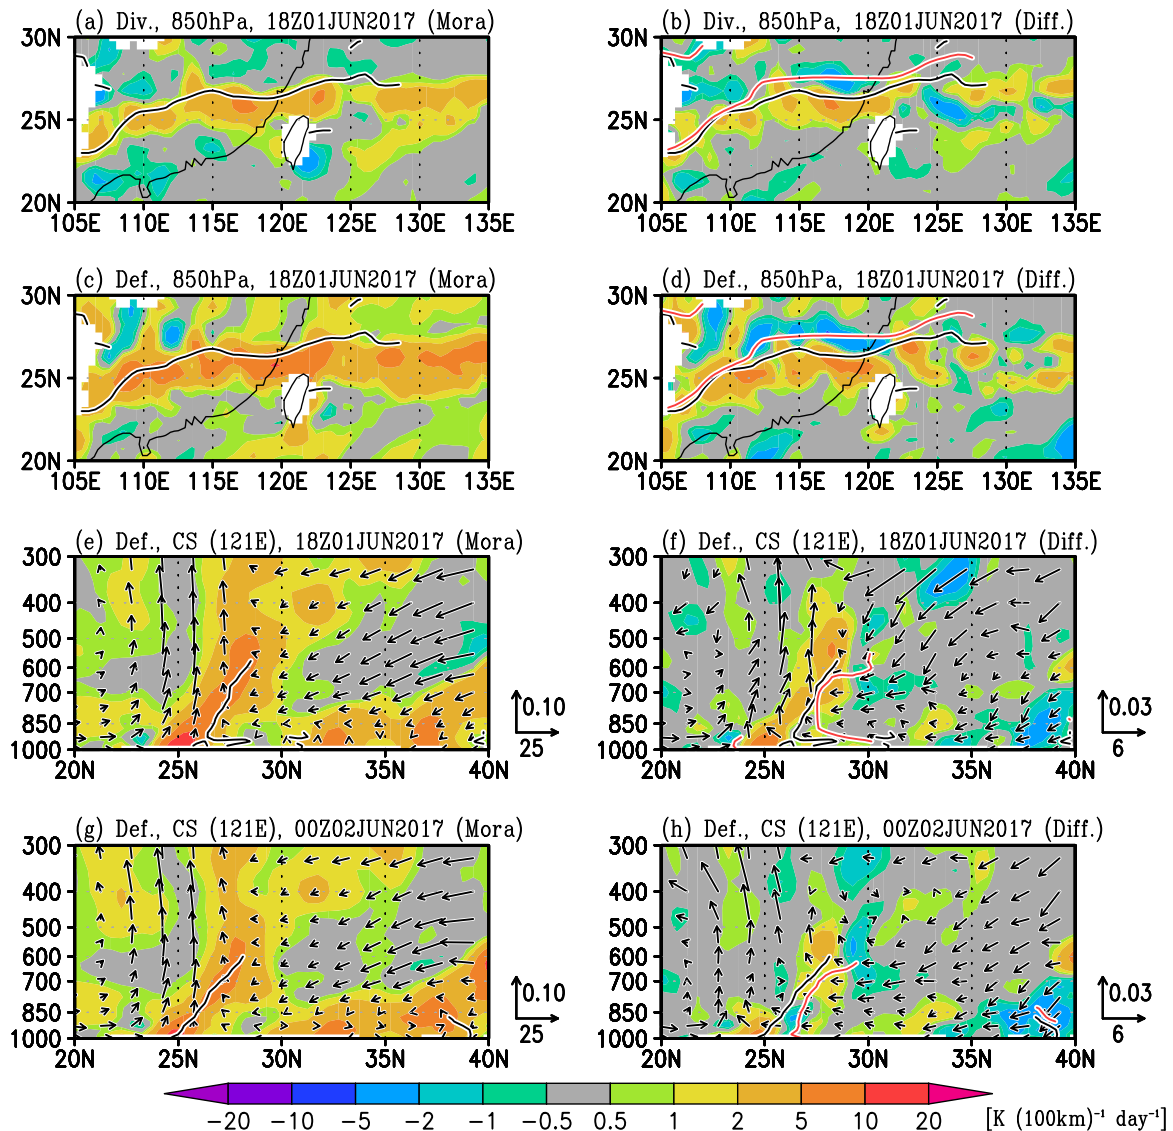 (a) Div., 850hPa, 18Z01JUN2017 (Mora)
30N
25N
20N
105E 110E 115E 120E 125E 130E 135E
(b) Div., 850hPa, 18Z01JUN2017 (Diff.)
30N
25N
20N
105E 110E 115E 120E 125E 130E 135E
(c) Def., 850hPa, 18Z01JUN2017 (Mora)
30N
25N
20N
105E 110E 115E 120E 125E 130E 135E
(d) Def., 850hPa, 18Z01JUN2017 (Diff.)
30N
25N
20N
105E 110E 115E 120E 125E 130E 135E
(e) Def., CS (121E), 18Z01JUN2017 (Mora)
300
400
500
600
700
850
1000
20N 25N 30N 35N 40N
0.10
25
(f) Def., CS (121E), 18Z01JUN2017 (Diff.)
300
400
500
600
700
850
1000
20N 25N 30N 35N 40N
0.03
6
(g) Def., CS (121E), 00Z02JUN2017 (Mora)
300
400
500
600
700
850
1000
20N 25N 30N 35N 40N
0.10
25
(h) Def., CS (121E), 00Z02JUN2017 (Diff.)
300
400
500
600
700
850
1000
20N 25N 30N 35N 40N
0.03
6
−20 −10 −5 −2 −1 −0.5 0.5 1 2 5 10 20 [K (100km)⁻¹ day⁻¹]